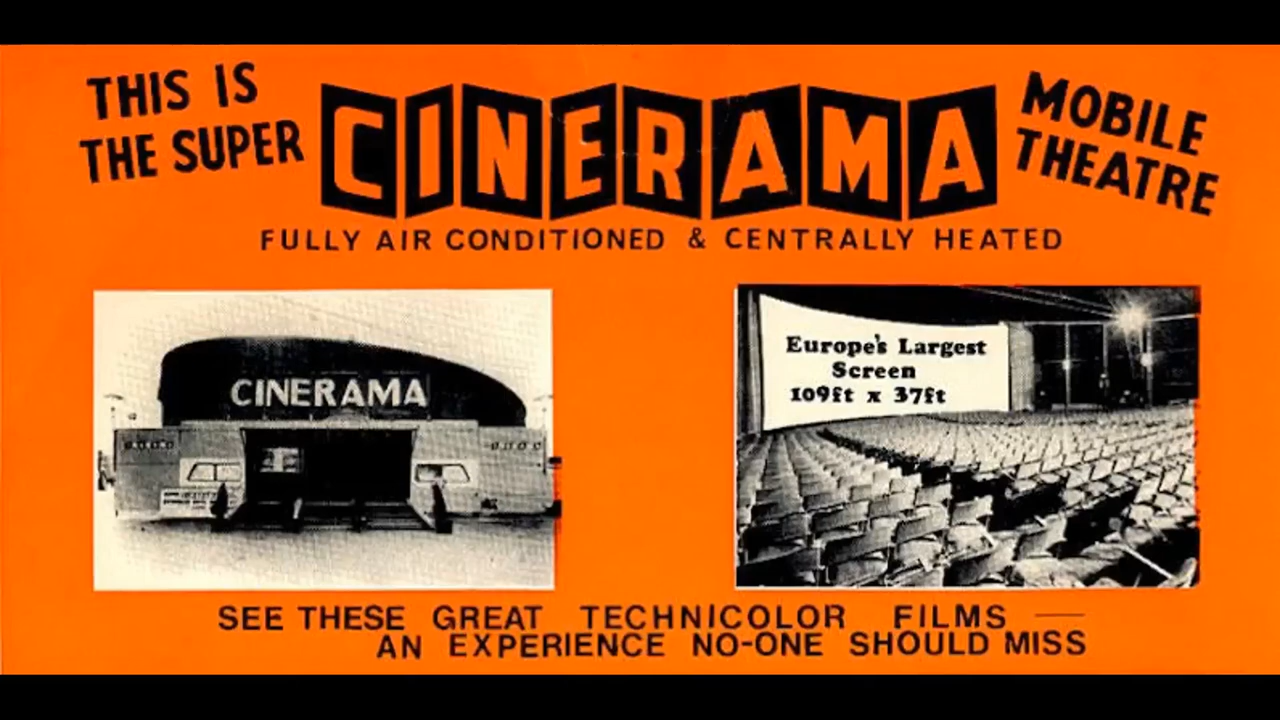 THIS IS
THE SUPER
CINERAMA
MOBILE
THEATRE
FULLY AIR CONDITIONED & CENTRALLY HEATED
CINERAMA
Europe's Largest
Screen
109ft x 37ft
SEE THESE GREAT TECHNICOLOR FILMS —
AN EXPERIENCE NO-ONE SHOULD MISS